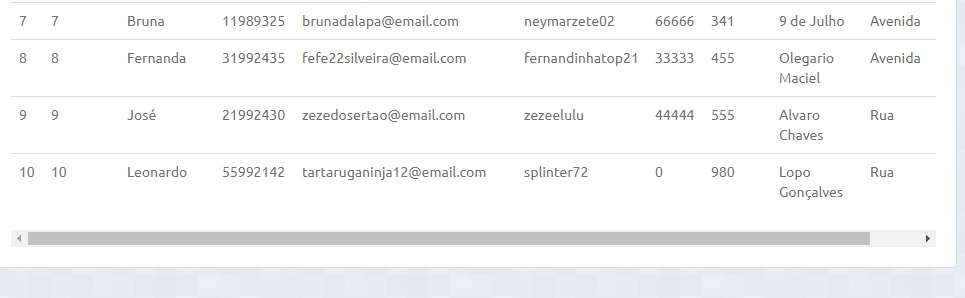 7 7 Bruna 11989325 brunadalapa@email.com neymarzete02 66666 341 9 de Julho Avenida
8 8 Fernanda 31992435 fefe22silveira@email.com fernandinhatop21 33333 455 Olegario Avenida
Maciel
9 9 José 21992430 zezedosertao@email.com zezeelulu 44444 555 Alvaro Rua
Chaves
10 10 Leonardo 55992142 tartaruganinja12@email.com splinter72 0 980 Lopo Rua
Gonçalves